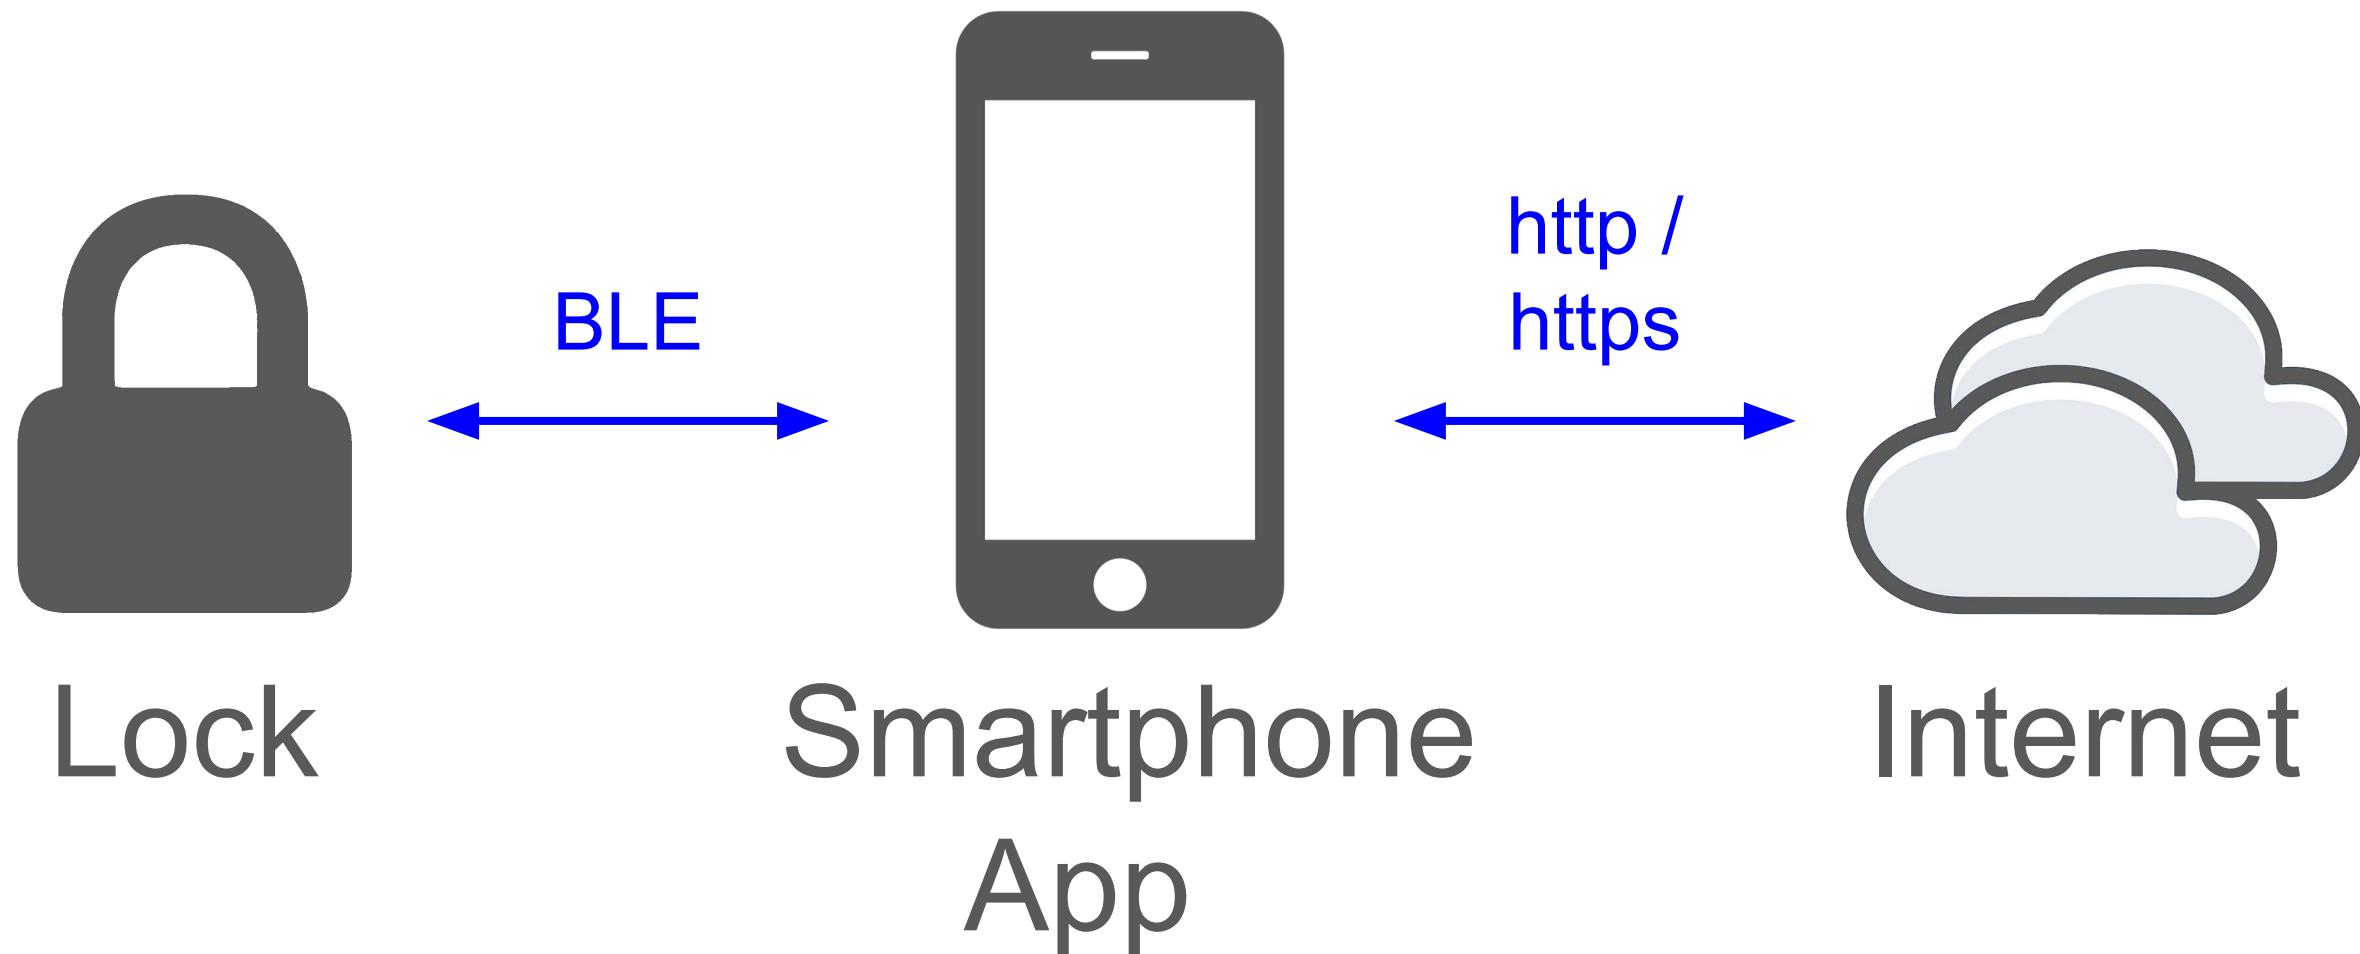 BLE
http /
https
Lock
Smartphone
App
Internet